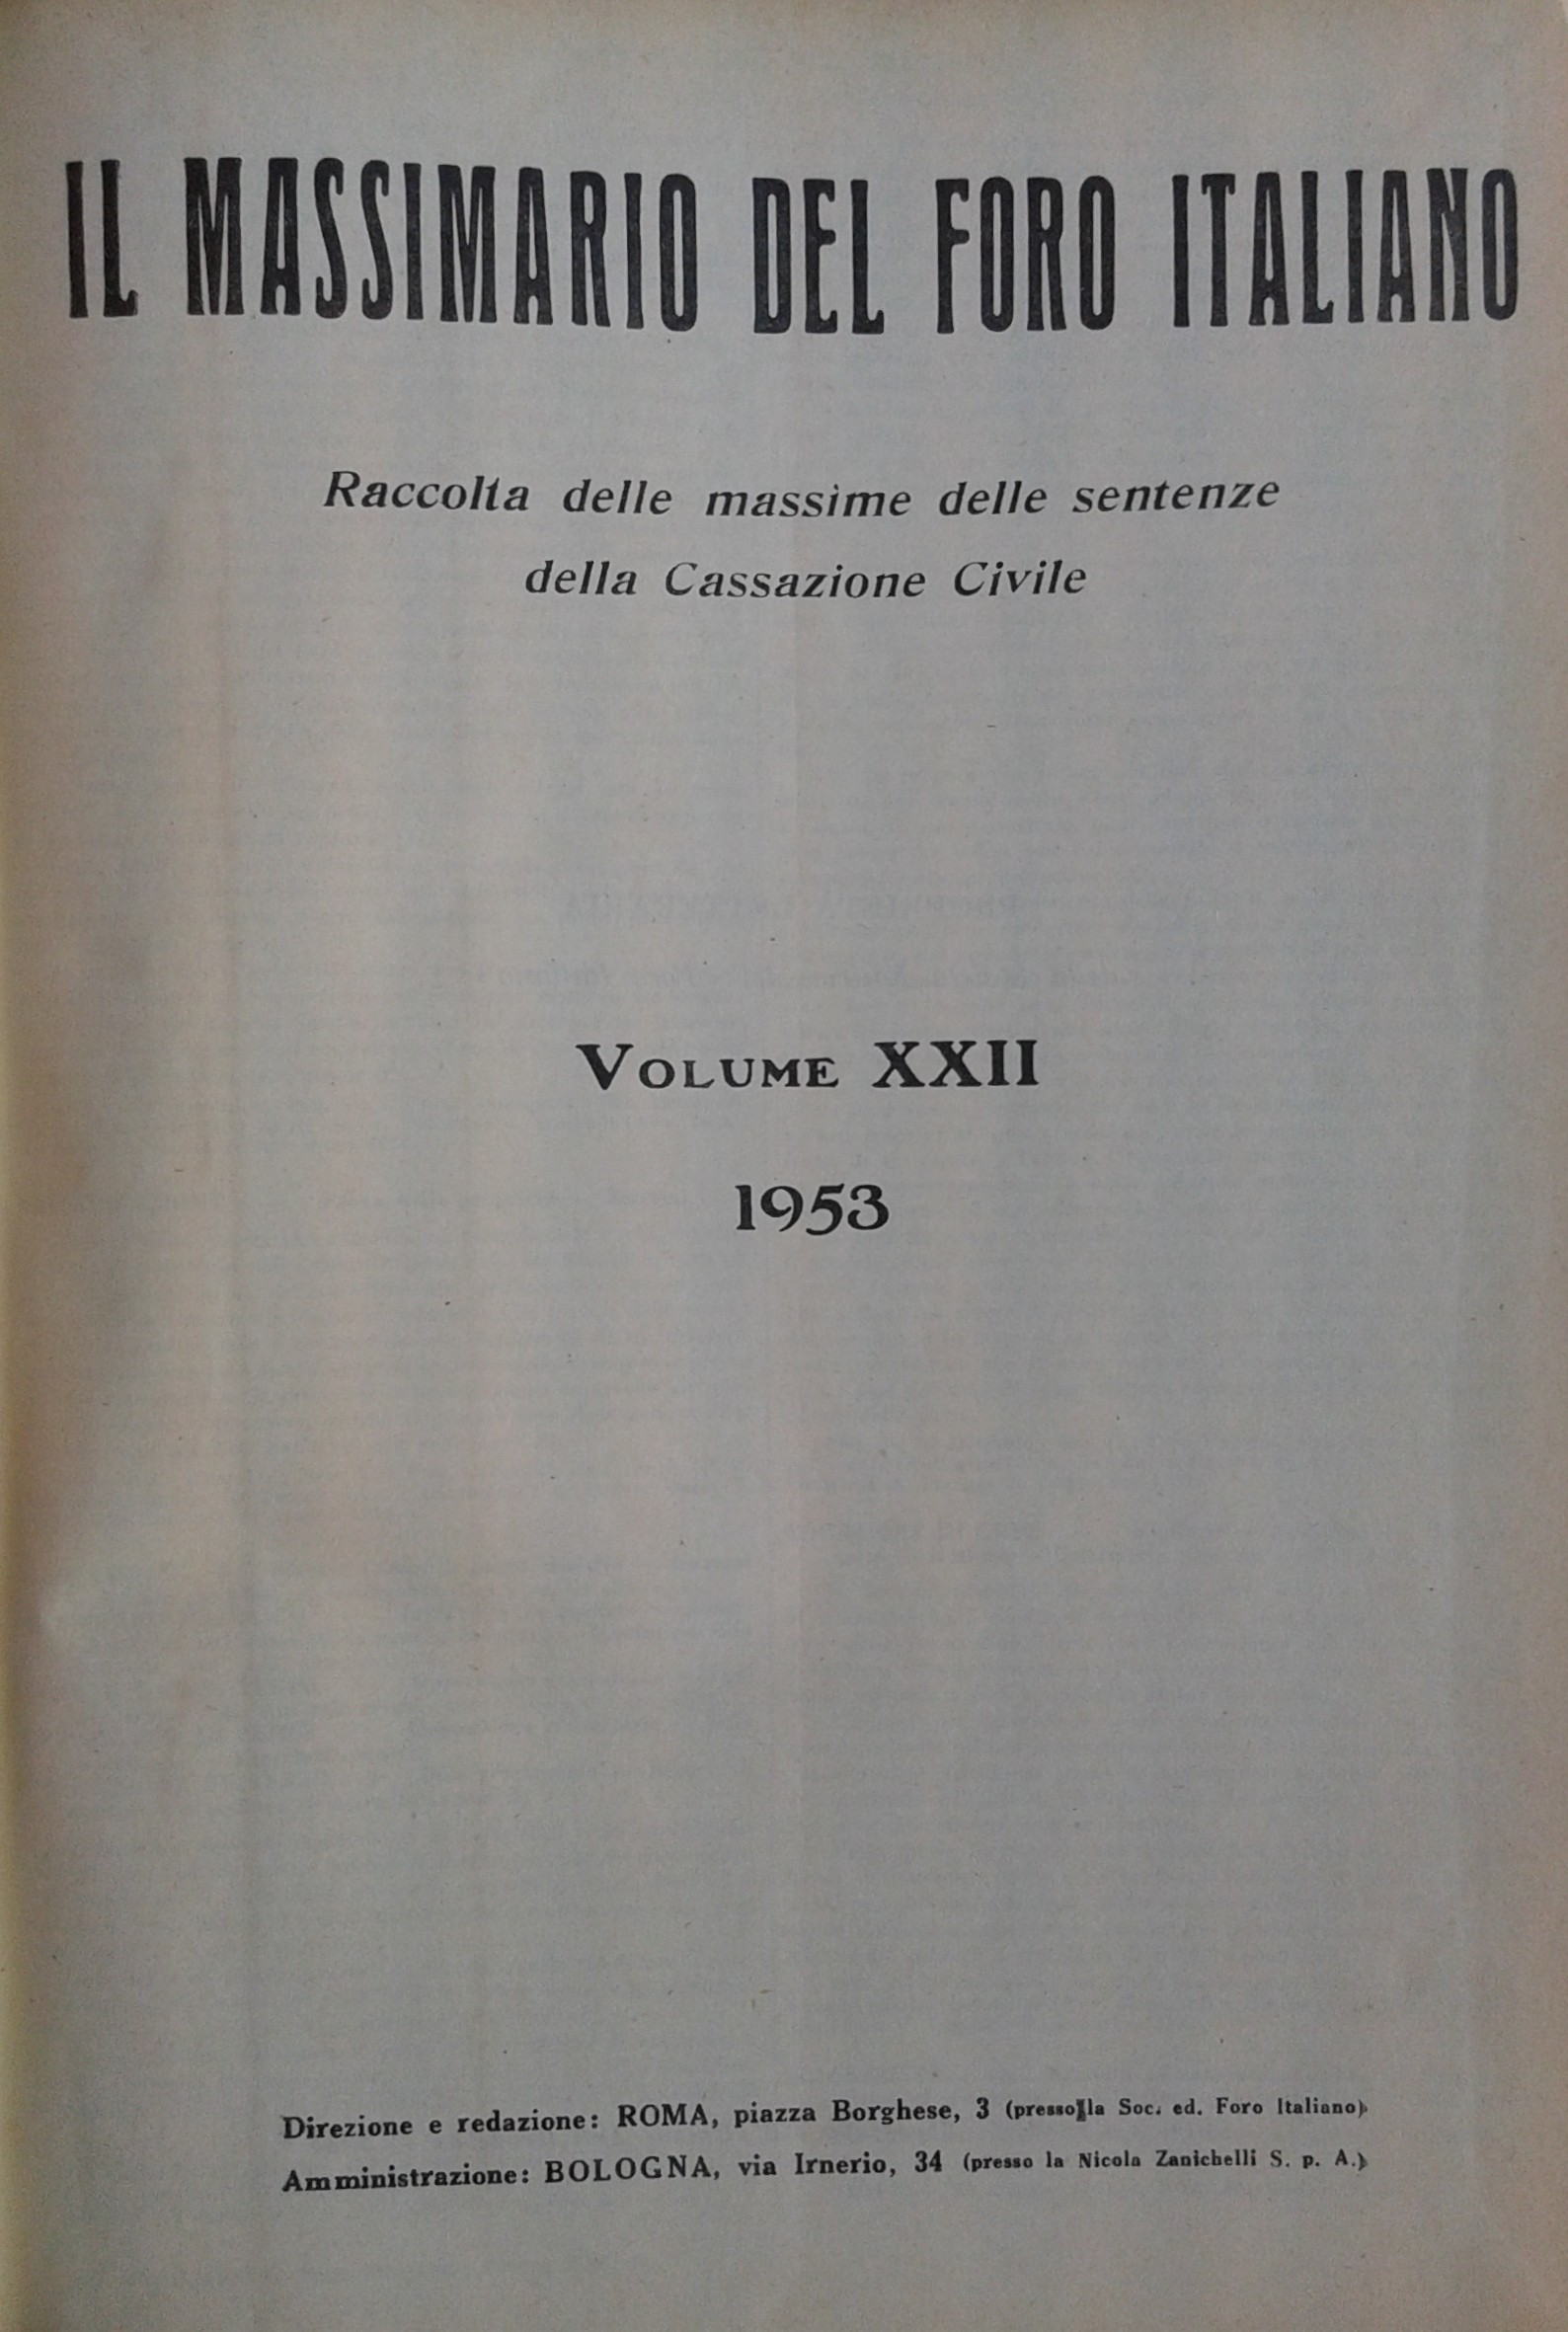 IL MASSIMARIO DEL FORO ITALIANO
Raccolta delle massime delle sentenze
della Cassazione Civile
VOLUME XXII
1953
Direzione e redazione: ROMA, piazza Borghese, 3 (presso la Soc. ed. Foro Italiano)
Amministrazione: BOLOGNA, via Irnerio, 34 (presso la Nicola Zanichelli S. p. A.)